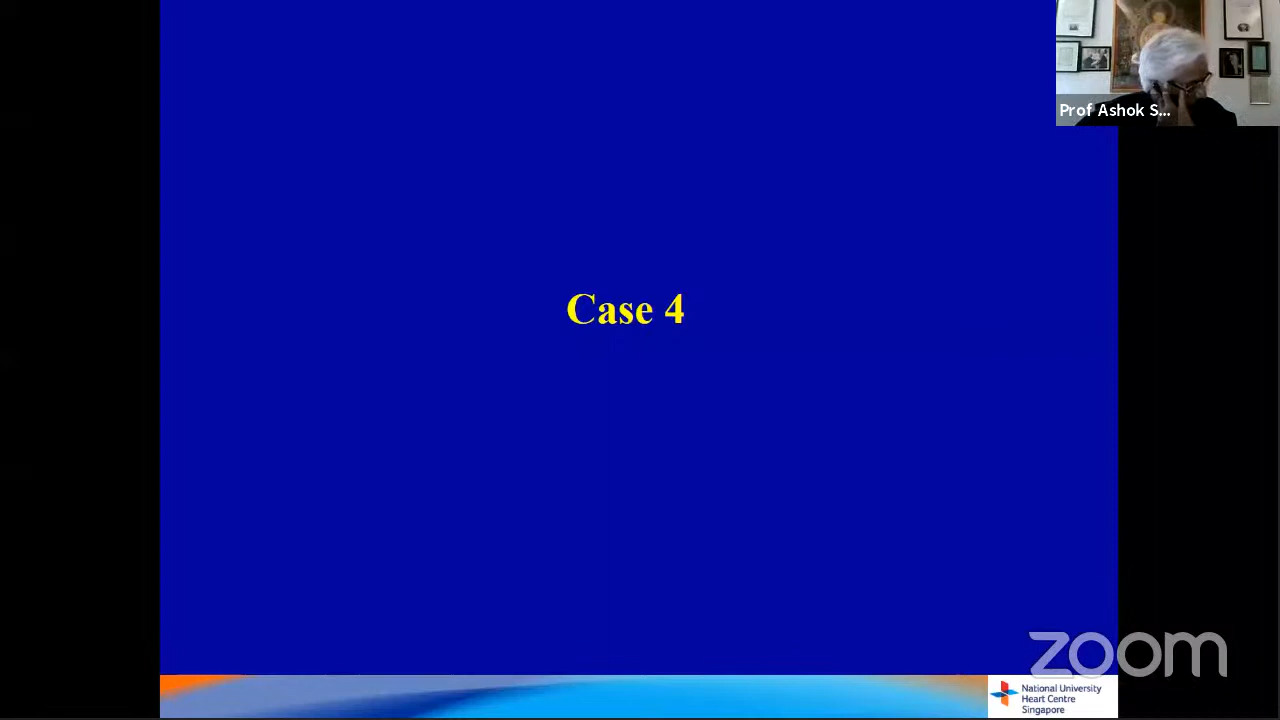 Prof Ashok S...
Case 4
zoom
National University
Heart Centre
Singapore